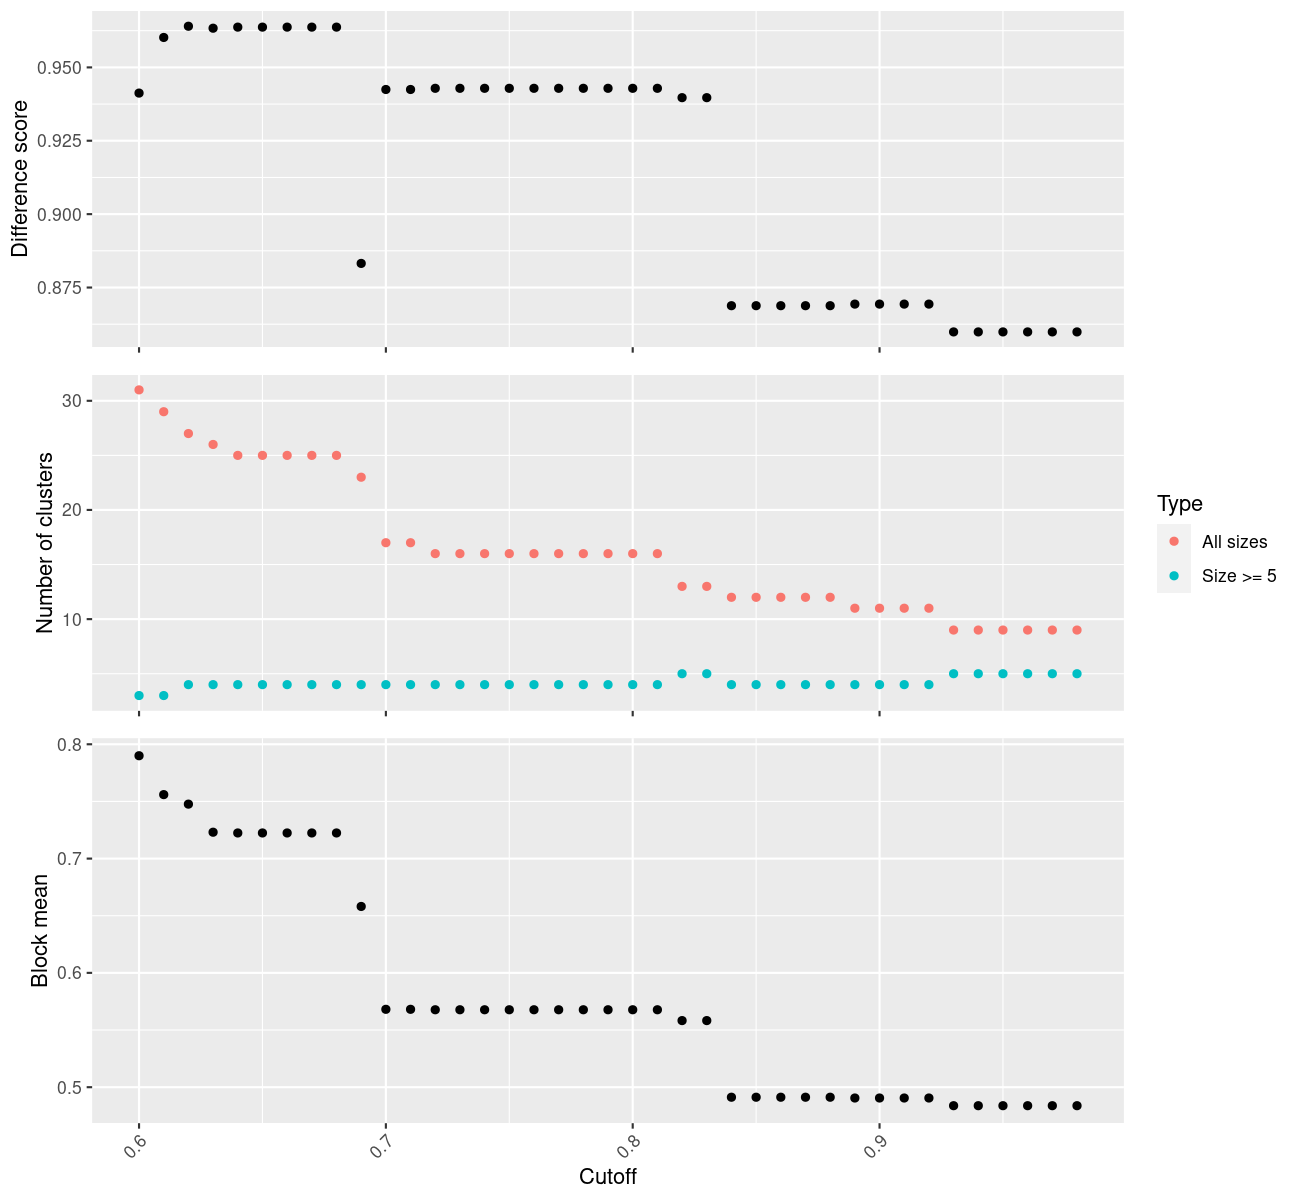 Difference score
0.950
0.925
0.900
0.875
Number of clusters
30
20
10
Type
All sizes
Size >= 5
Block mean
0.8
0.7
0.6
0.5
0.6
0.7
0.8
0.9
Cutoff